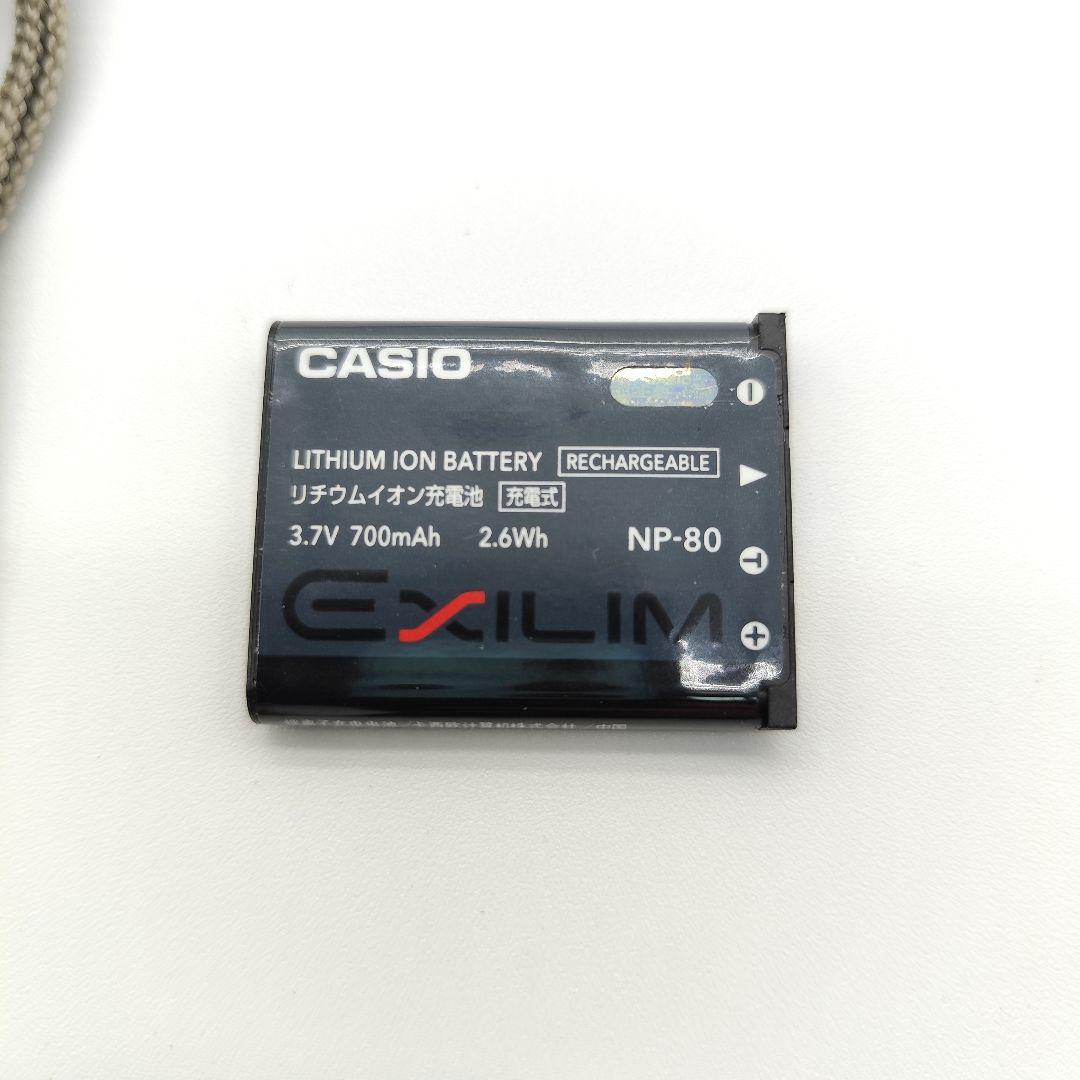 CASIO
LITHIUM ION BATTERY RECHARGEABLE
リチウムイオン充電池 充電式
3.7V 700mAh 2.6Wh NP-80
EXILIM
T